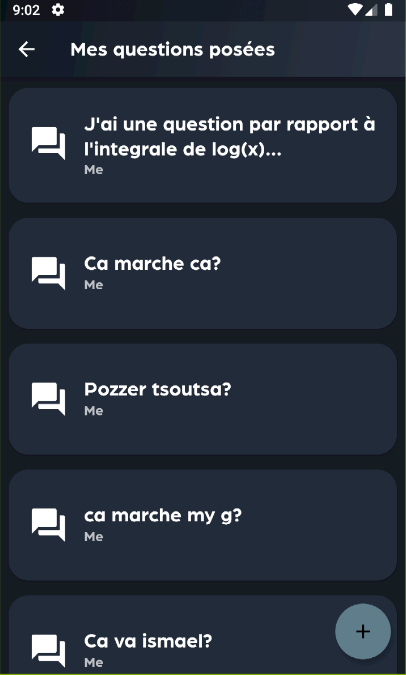 9:02
Mes questions posées
J'ai une question par rapport à
l'integrale de log(x)...
Me
Ca marche ca?
Me
Pozzer tsoutsa?
Me
ca marche my g?
Me
Ca va ismael?
Me
+